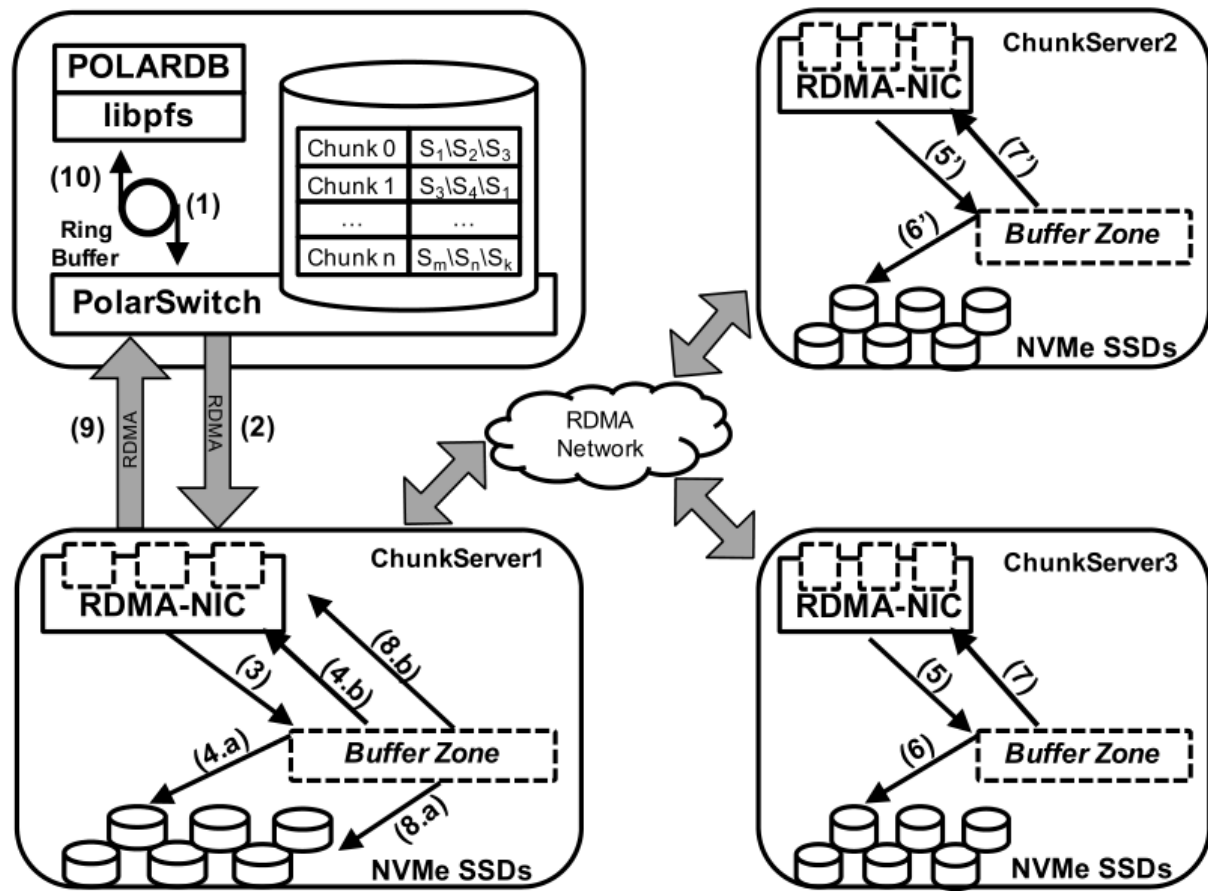 POLARDB
libpfs
(10)
(1)
Ring
Buffer
Chunk 0 S₁\S₂\S₃
Chunk 1 S₃\S₄\S₁
... ...
Chunk n Sₘ\Sₙ\Sₖ
PolarSwitch
(9)
RDMA
RDMA
(2)
ChunkServer1
RDMA-NIC
(3)
(4.b)
(8.b)
(4.a)
Buffer Zone
(8.a)
NVMe SSDs
RDMA
Network
ChunkServer2
RDMA-NIC
(5’)
(7’)
(6’)
Buffer Zone
NVMe SSDs
ChunkServer3
RDMA-NIC
(5)
(7)
(6)
Buffer Zone
NVMe SSDs